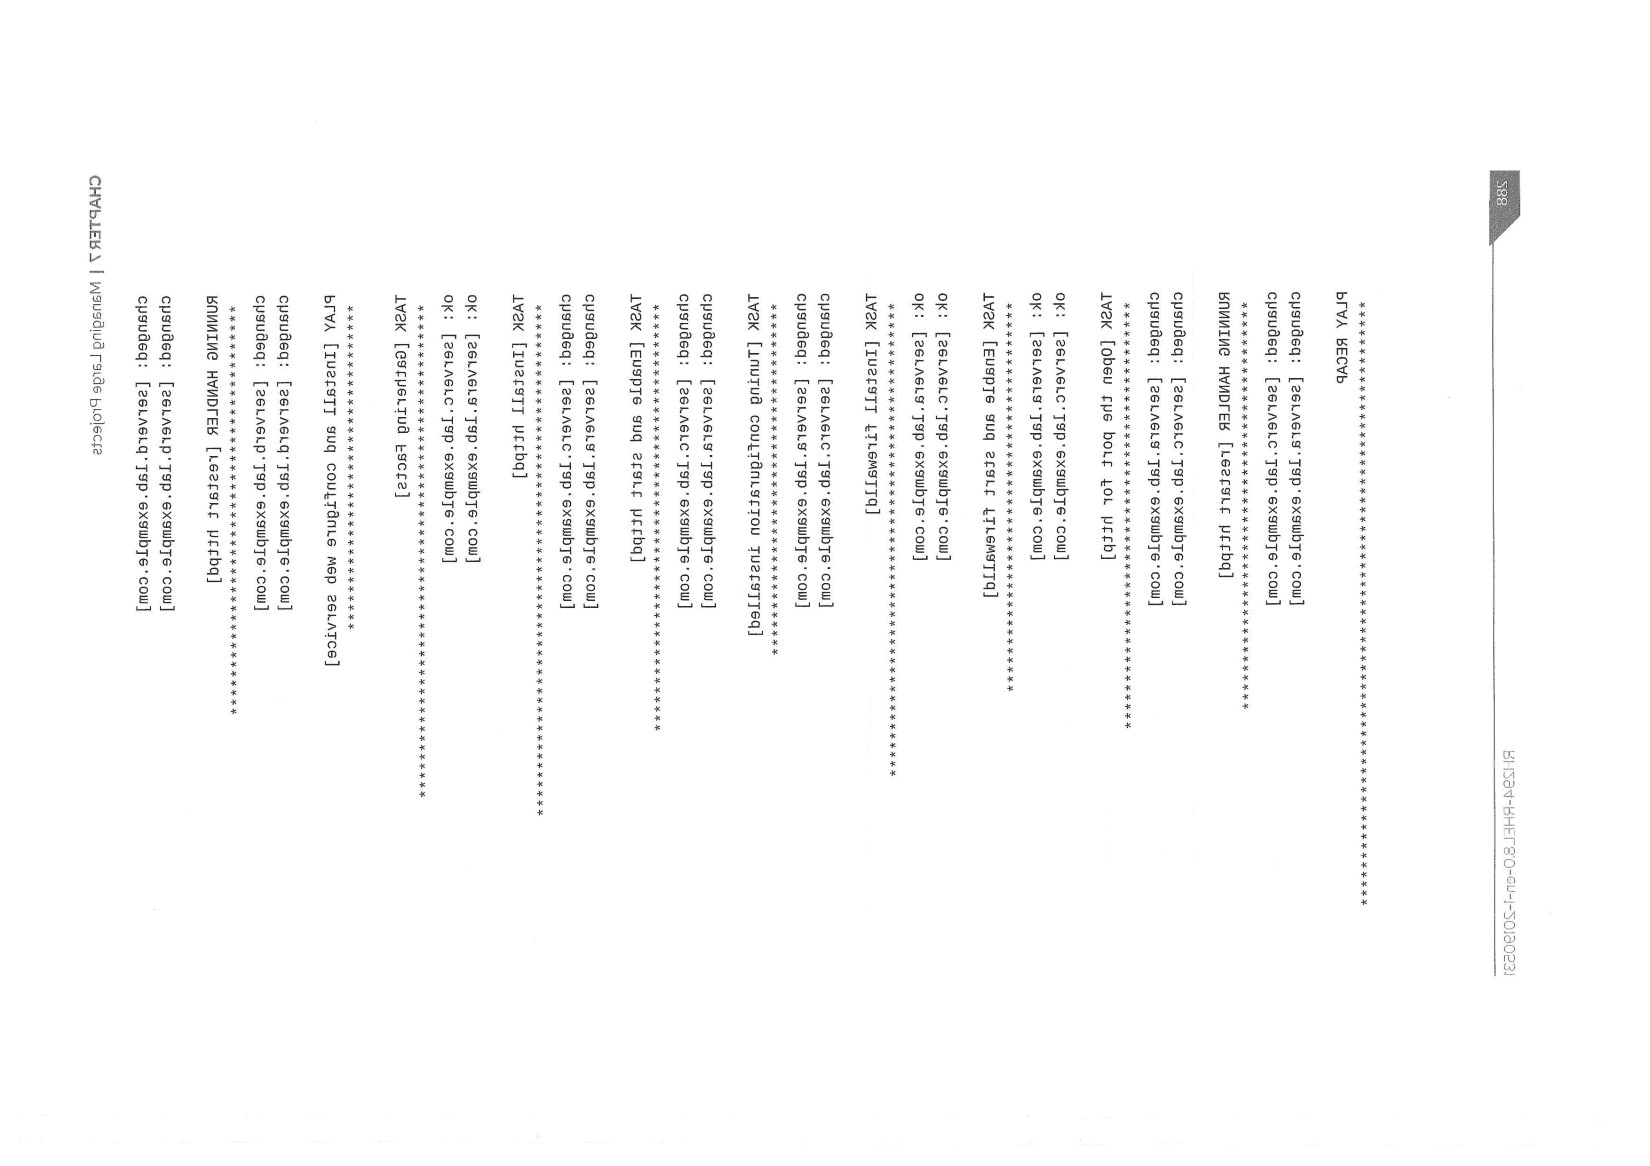 CHAPTER 7 | Managing Large Projects
changed: [serverd.lab.example.com]
changed: [serverb.lab.example.com]
RUNNING HANDLER [restart httpd]
**************************************************
changed: [serverb.lab.example.com]
changed: [serverd.lab.example.com]
PLAY [Install and configure web service]
****************************************
TASK [Gathering Facts]
*************************************************************
ok: [serverc.lab.example.com]
ok: [servera.lab.example.com]
TASK [Install httpd]
***************************************************************
changed: [serverc.lab.example.com]
changed: [servera.lab.example.com]
TASK [Enable and start httpd]
*****************************************************
changed: [serverc.lab.example.com]
changed: [servera.lab.example.com]
TASK [Tunning configuration installed]
*******************************************
changed: [servera.lab.example.com]
changed: [serverc.lab.example.com]
TASK [Install firewalld]
**********************************************************
ok: [servera.lab.example.com]
ok: [serverc.lab.example.com]
TASK [Enable and start firewalld]
************************************************
ok: [servera.lab.example.com]
ok: [serverc.lab.example.com]
TASK [Open the port for http]
*****************************************************
changed: [servera.lab.example.com]
changed: [serverc.lab.example.com]
RUNNING HANDLER [restart httpd]
**************************************************
changed: [serverc.lab.example.com]
changed: [servera.lab.example.com]
PLAY RECAP
**************************************************************************
288
RH294-RHEL8.0-en-1-20190531